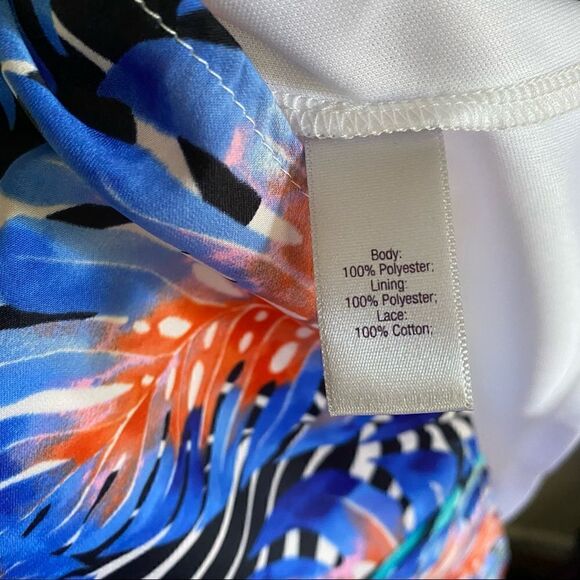 Body:
100% Polyester;
Lining:
100% Polyester;
Lace:
100% Cotton;